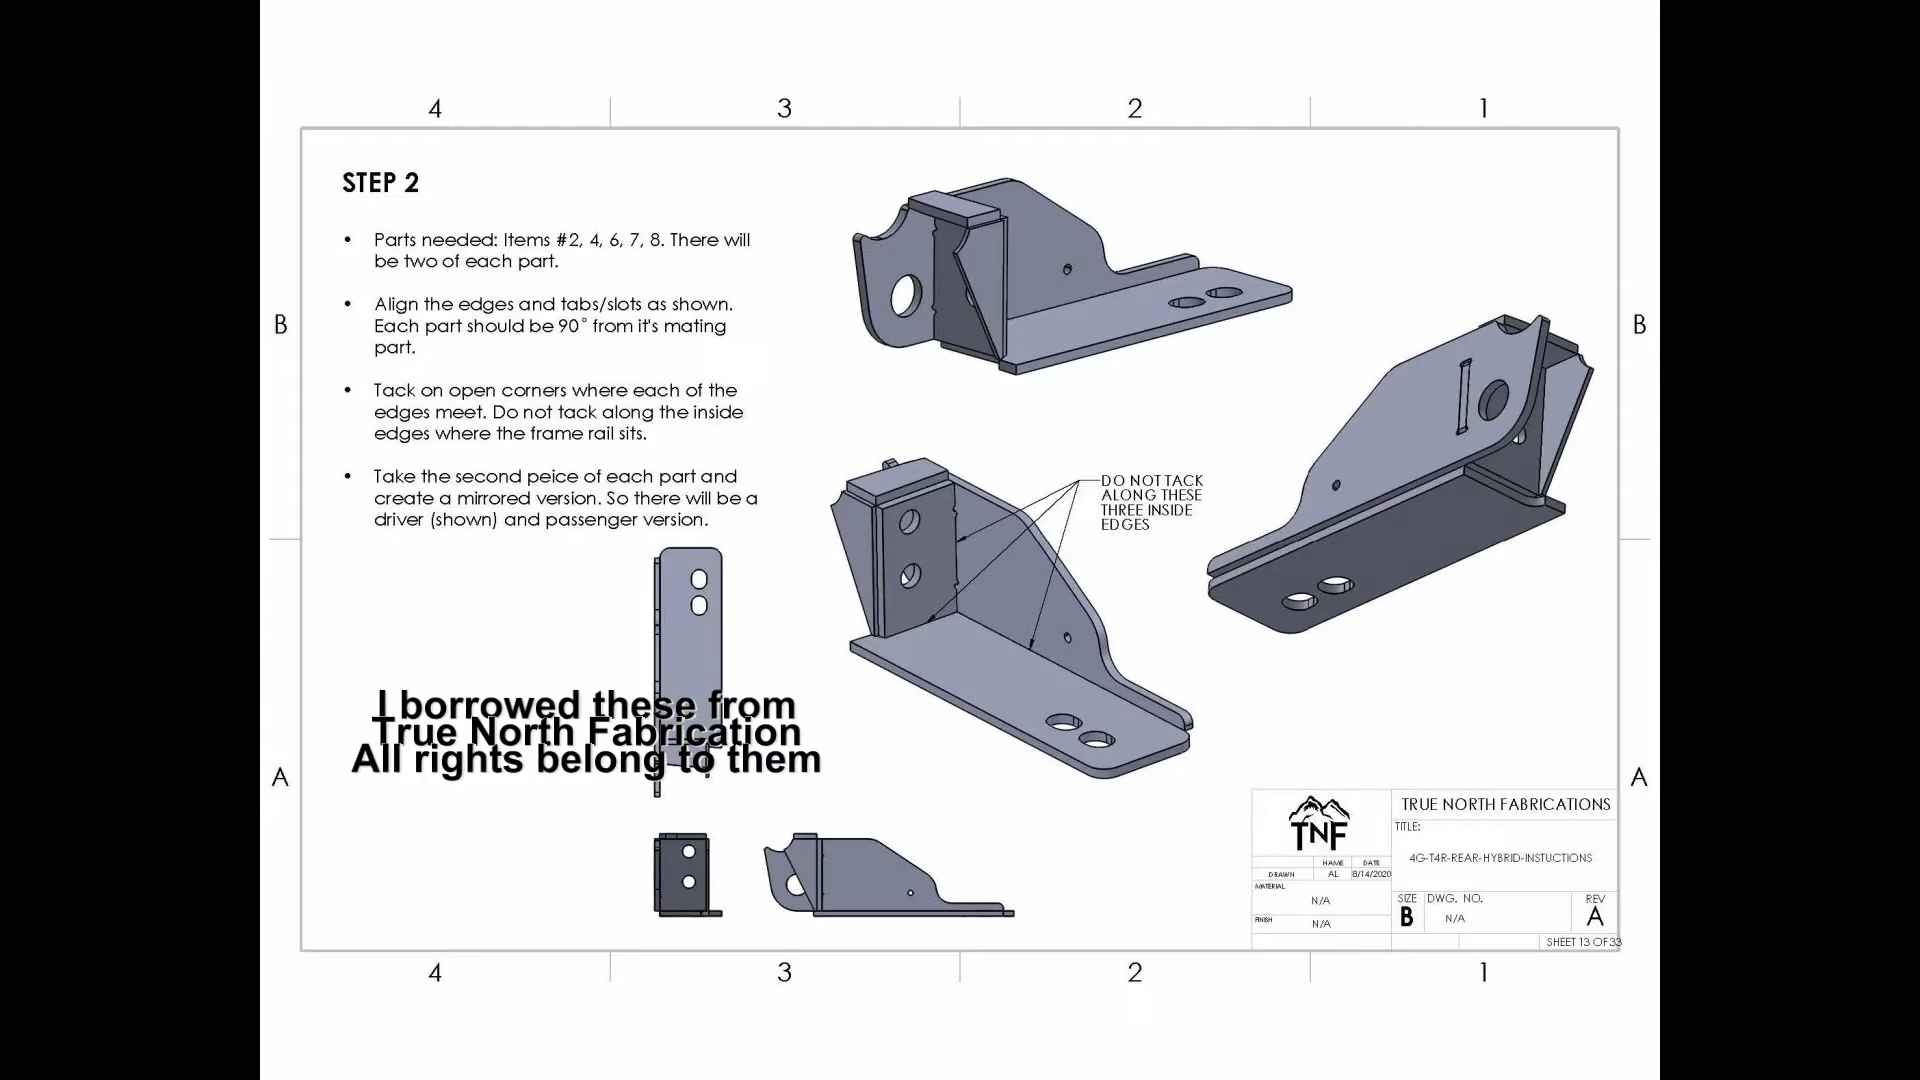 4 3 2 1
STEP 2
• Parts needed: Items #2, 4, 6, 7, 8. There will
be two of each part.
• Align the edges and tabs/slots as shown.
Each part should be 90° from it's mating
part.
• Tack on open corners where each of the
edges meet. Do not tack along the inside
edges where the frame rail sits.
• Take the second peice of each part and
create a mirrored version. So there will be a
driver (shown) and passenger version.
B B
DO NOT TACK
ALONG THESE
THREE INSIDE
EDGES
I borrowed these from
True North Fabrication
All rights belong to them
A A
TNF
TRUE NORTH FABRICATIONS
TITLE:
4G-T4R-REAR-HYBRID-INSTUCTIONS
NAME DATE
DRAWN AL 8/14/2020
MATERIAL
N/A
FINISH
N/A
SIZE
B
DWG. NO.
N/A
REV
A
SHEET 13 OF 33
4 3 2 1